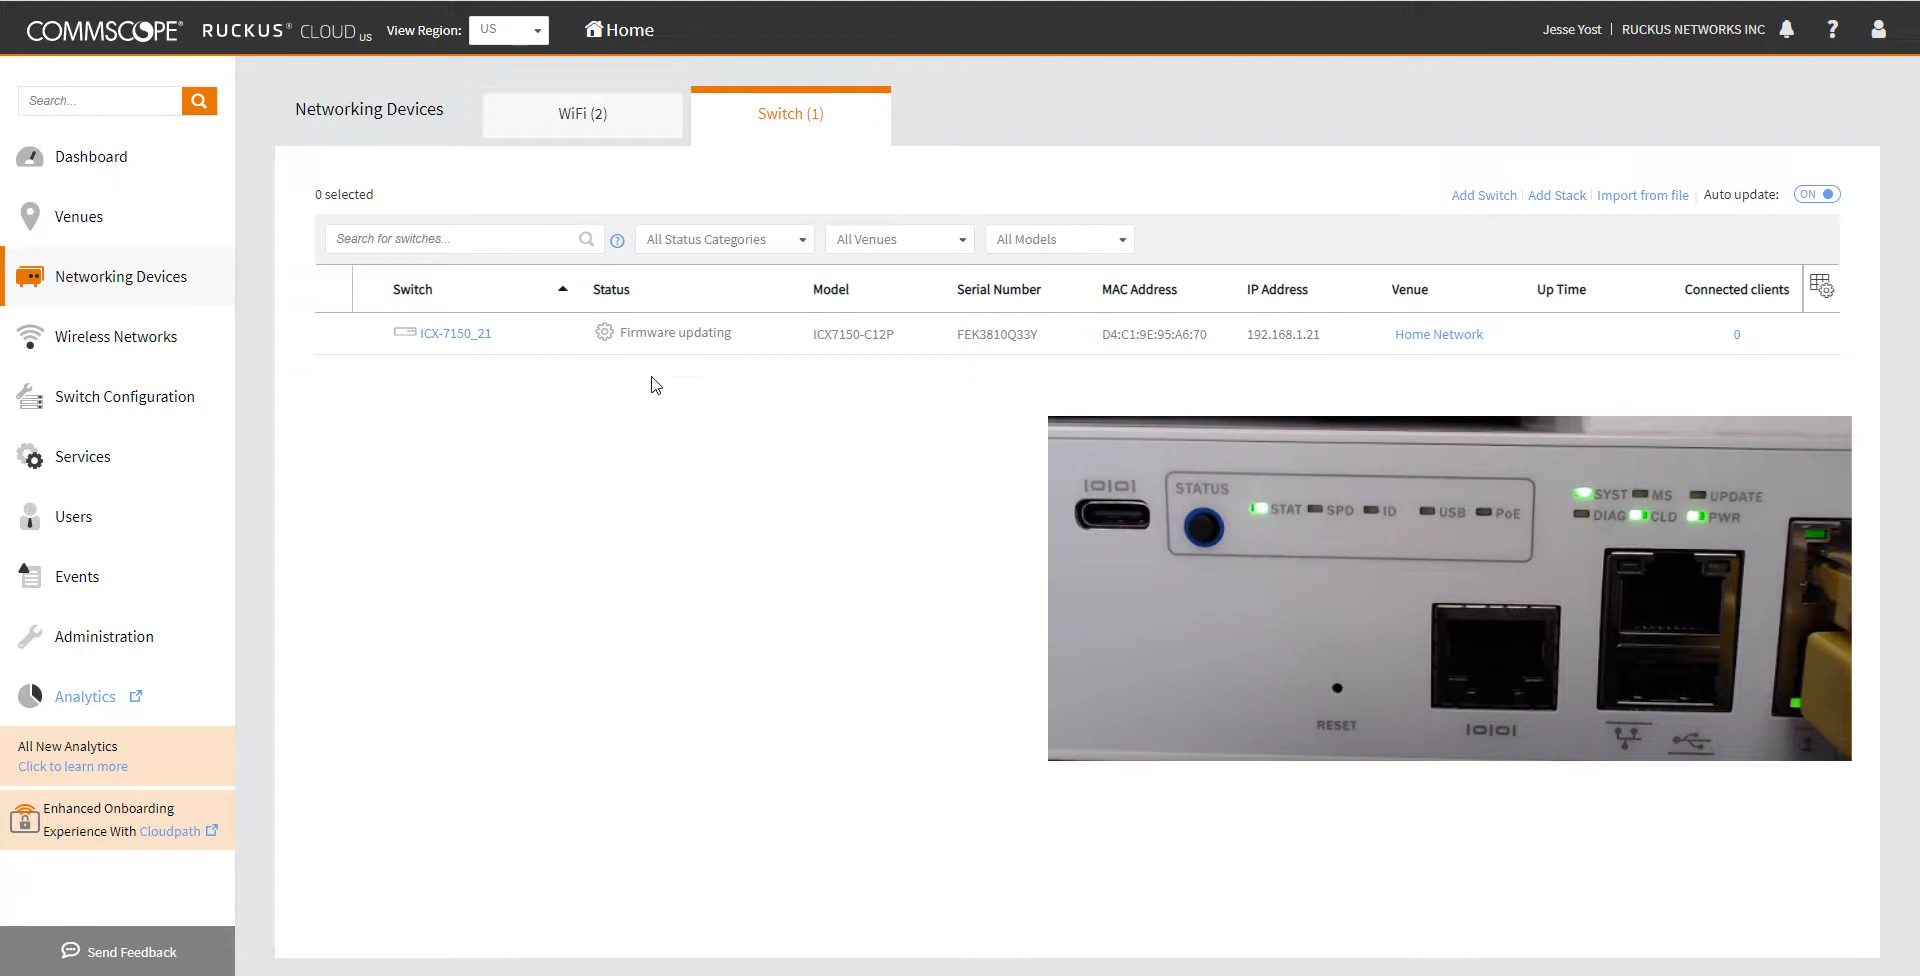 COMMSCOPE® RUCKUS® CLOUD US View Region: US Home Jesse Yost | RUCKUS NETWORKS INC ?
Search...
Dashboard
Venues
Networking Devices
Wireless Networks
Switch Configuration
Services
Users
Events
Administration
Analytics
All New Analytics
Click to learn more
Enhanced Onboarding
Experience With Cloudpath
Send Feedback
Networking Devices WiFi (2) Switch (1)
0 selected Add Switch | Add Stack | Import from file | Auto update: ON
Search for switches... ? All Status Categories All Venues All Models
Switch Status Model Serial Number MAC Address IP Address Venue Up Time Connected clients
ICX-7150_21 Firmware updating ICX7150-C12P FEK3810Q33Y D4:C1:9E:95:A6:70 192.168.1.21 Home Network 0
STATUS
STAT SPD ID USB PoE
SYST MS UPDATE
DIAG CLD PWR
RESET
1